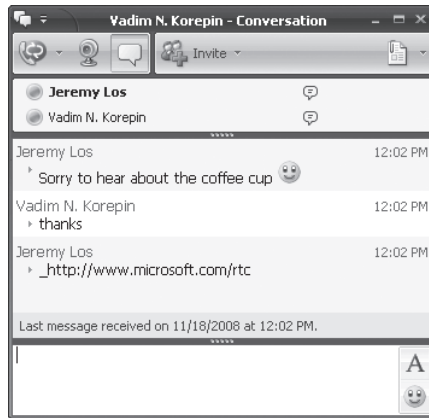 Vadim N. Korepin - Conversation
Invite
Jeremy Los
Vadim N. Korepin
Jeremy Los 12:02 PM
Sorry to hear about the coffee cup
Vadim N. Korepin 12:02 PM
thanks
Jeremy Los 12:02 PM
_http://www.microsoft.com/rtc
Last message received on 11/18/2008 at 12:02 PM.
A